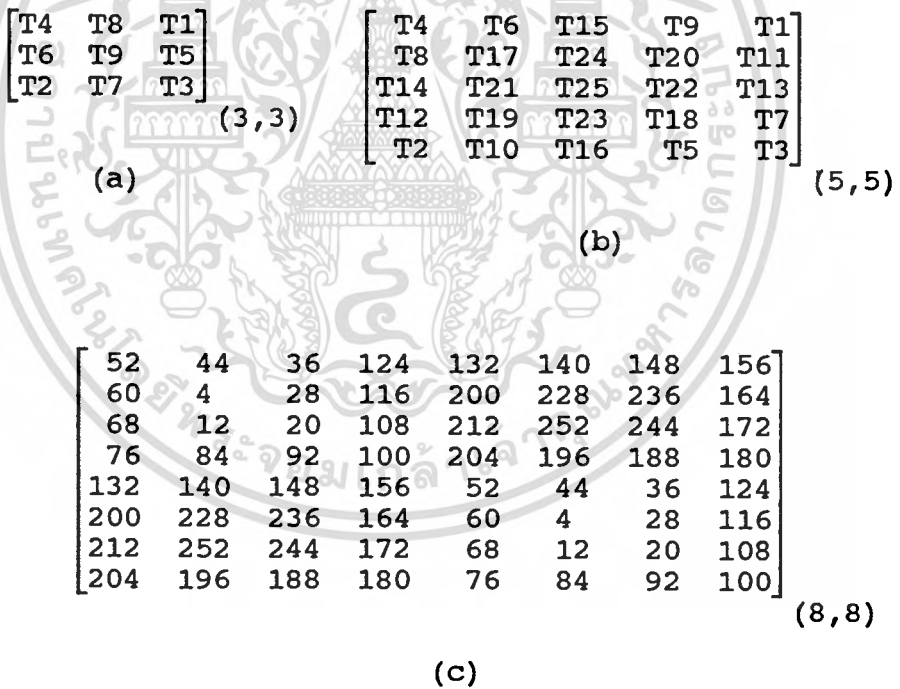 T4 T8 T1
T6 T9 T5
T2 T7 T3
(3,3)
(a)
T4 T6 T15 T9 T1
T8 T17 T24 T20 T11
T14 T21 T25 T22 T13
T12 T19 T23 T18 T7
T2 T10 T16 T5 T3
(5,5)
(b)
52 44 36 124 132 140 148 156
60 4 28 116 200 228 236 164
68 12 20 108 212 252 244 172
76 84 92 100 204 196 188 180
132 140 148 156 52 44 36 124
200 228 236 164 60 4 28 116
212 252 244 172 68 12 20 108
204 196 188 180 76 84 92 100
(8,8)
(c)